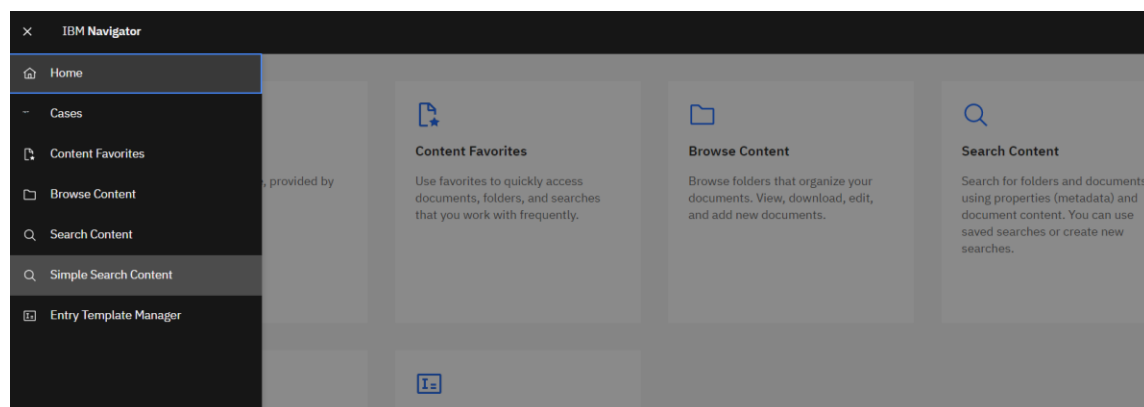 IBM Navigator
Home
Cases
Content Favorites
Browse Content
Search Content
Simple Search Content
Entry Template Manager
, provided by
Content Favorites
Use favorites to quickly access
documents, folders, and searches
that you work with frequently.
Browse Content
Browse folders that organize your
documents. View, download, edit,
and add new documents.
Search Content
Search for folders and documents
using properties (metadata) and
document content. You can use
saved searches or create new
searches.